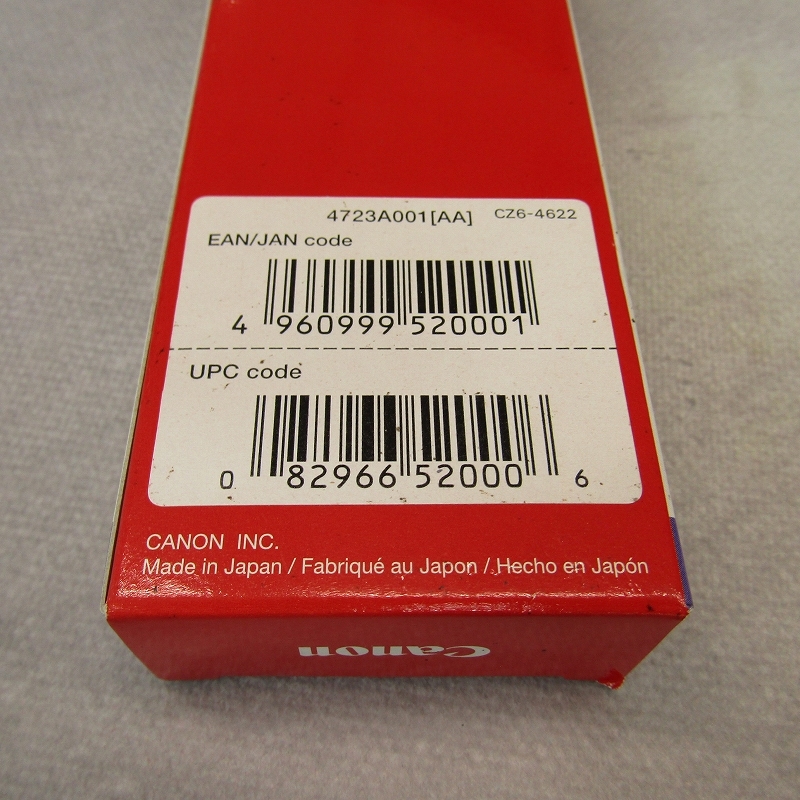 4723A001[AA] CZ6-4622
EAN/JAN code
4 960999 520001
UPC code
0 82966 52000 6
CANON INC.
Made in Japan / Fabriqué au Japon / Hecho en Japón
Canon